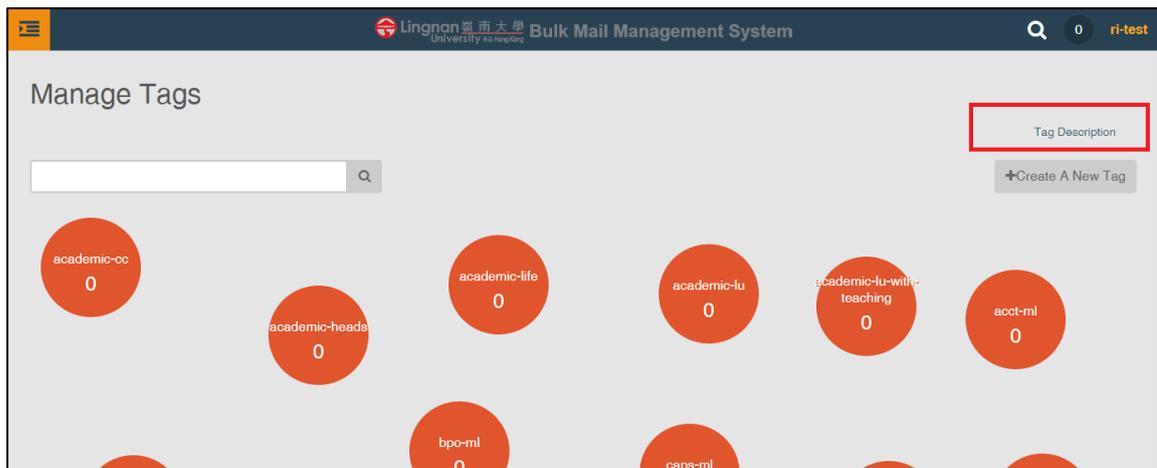 Lingnan 嶺南大學 Bulk Mail Management System
University Hong Kong
0
ri-test
Manage Tags
Tag Description
+Create A New Tag
academic-cc
0
academic-heads
0
academic-life
0
academic-lu
0
academic-lu-with-
teaching
0
acct-ml
0
bpo-ml
0
caps-ml